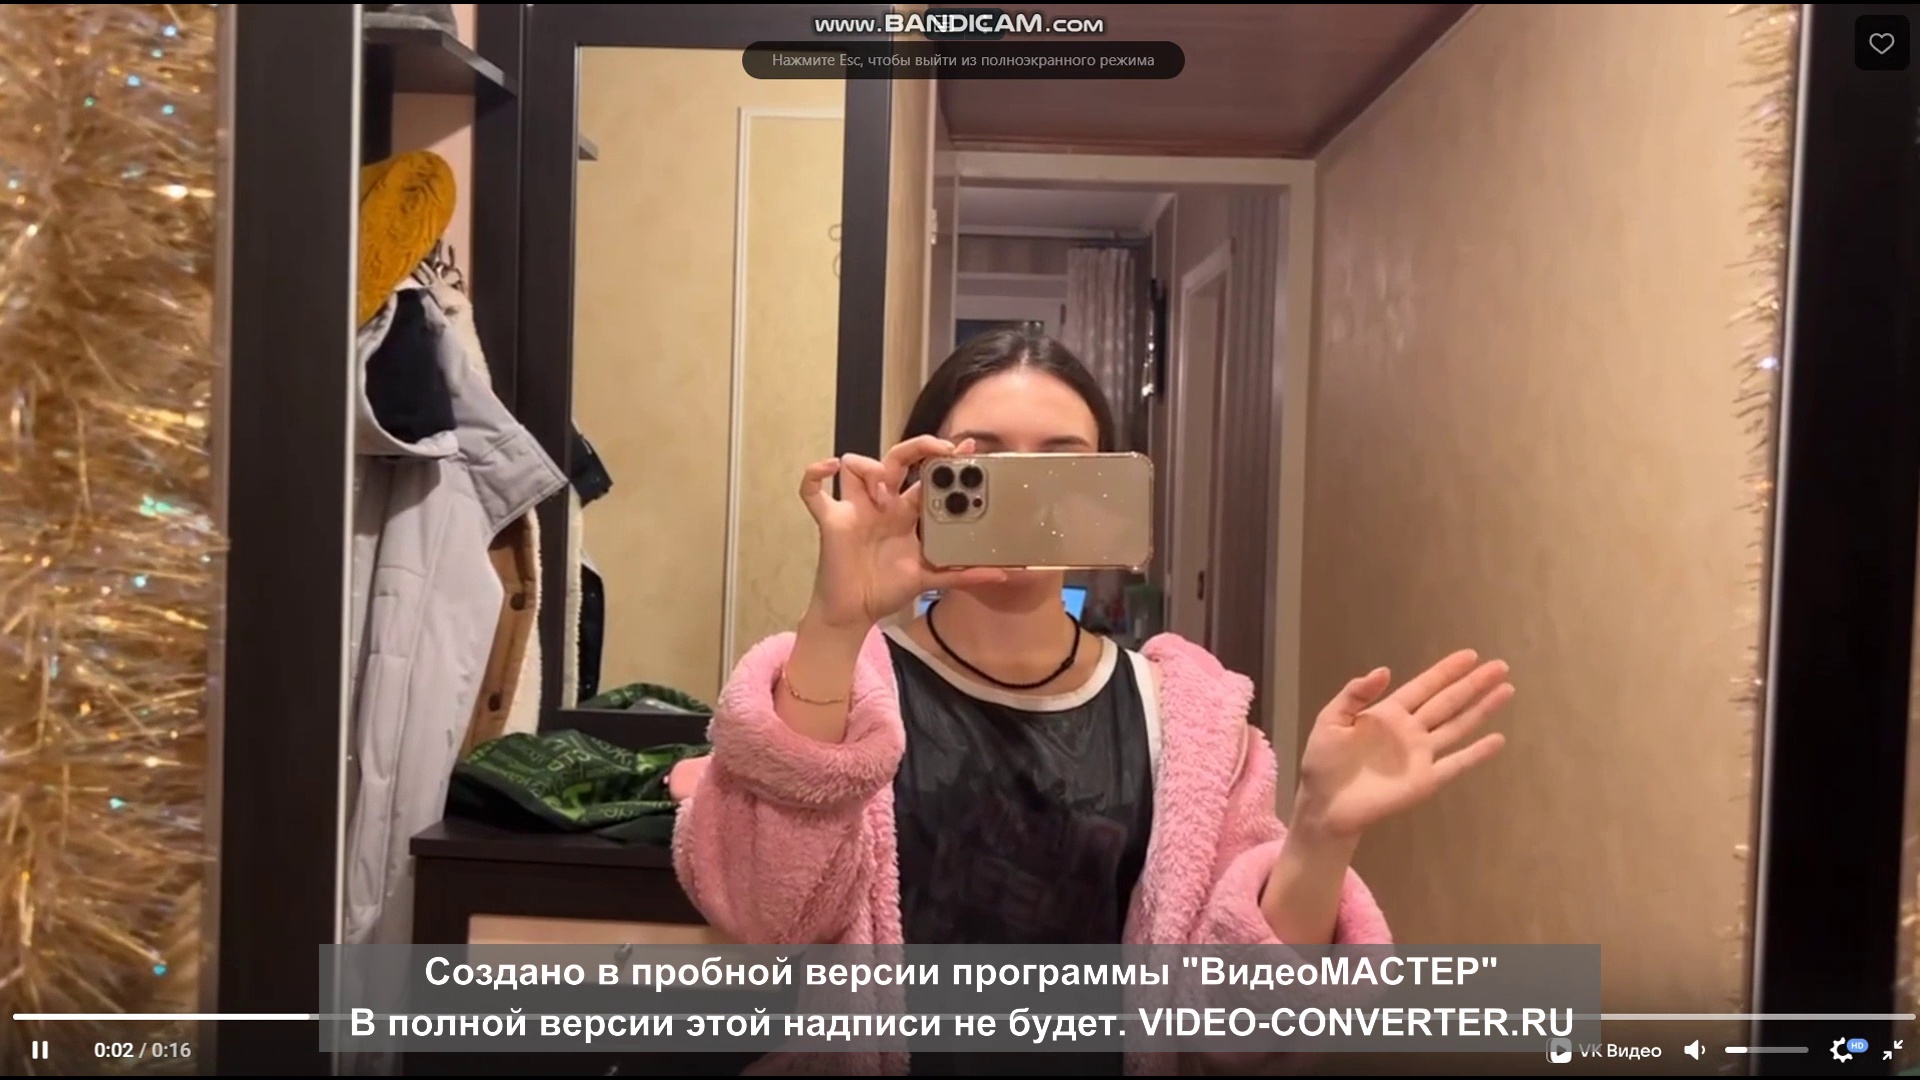 www.BANDICAM.com
Нажмите Esc, чтобы выйти из полноэкранного режима
Создано в пробной версии программы "ВидеоМАСТЕР"
В полной версии этой надписи не будет. VIDEO-CONVERTER.RU
0:02 / 0:16
VK Видео
HD